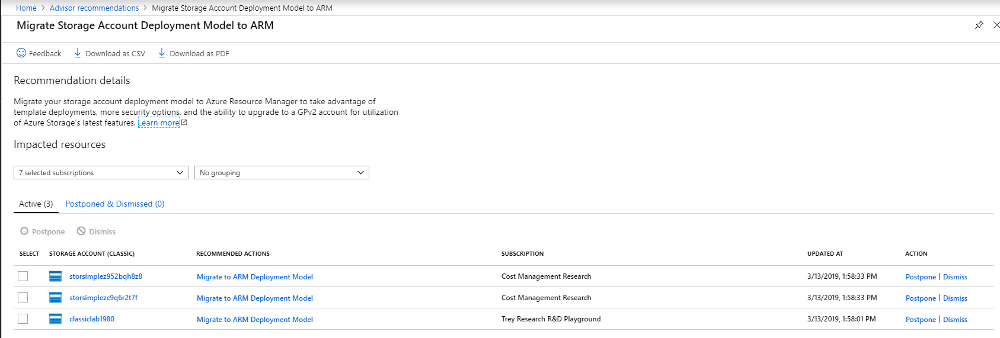 Home > Advisor recommendations > Migrate Storage Account Deployment Model to ARM
Migrate Storage Account Deployment Model to ARM
Feedback Download as CSV Download as PDF
Recommendation details
Migrate your storage account deployment model to Azure Resource Manager to take advantage of
template deployments, more security options, and the ability to upgrade to a GPv2 account for utilization
of Azure Storage's latest features. Learn more
Impacted resources
7 selected subscriptions No grouping
Active (3) Postponed & Dismissed (0)
Postpone Dismiss
SELECT STORAGE ACCOUNT (CLASSIC) RECOMMENDED ACTIONS SUBSCRIPTION UPDATED AT ACTION
storsimplez952bqh8z8 Migrate to ARM Deployment Model Cost Management Research 3/13/2019, 1:58:33 PM Postpone | Dismiss
storsimplezc9q6r2t7f Migrate to ARM Deployment Model Cost Management Research 3/13/2019, 1:58:33 PM Postpone | Dismiss
classiclab1980 Migrate to ARM Deployment Model Trey Research R&D Playground 3/13/2019, 1:58:01 PM Postpone | Dismiss